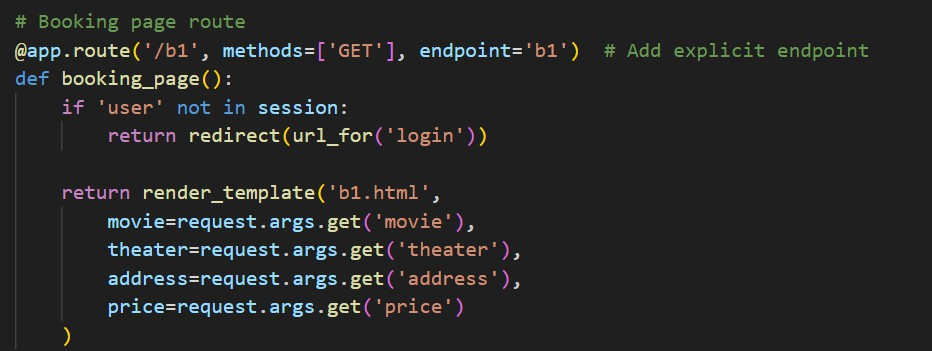 # Booking page route
@app.route('/b1', methods=['GET'], endpoint='b1')  # Add explicit endpoint
def booking_page():
    if 'user' not in session:
        return redirect(url_for('login'))

    return render_template('b1.html',
        movie=request.args.get('movie'),
        theater=request.args.get('theater'),
        address=request.args.get('address'),
        price=request.args.get('price')
    )